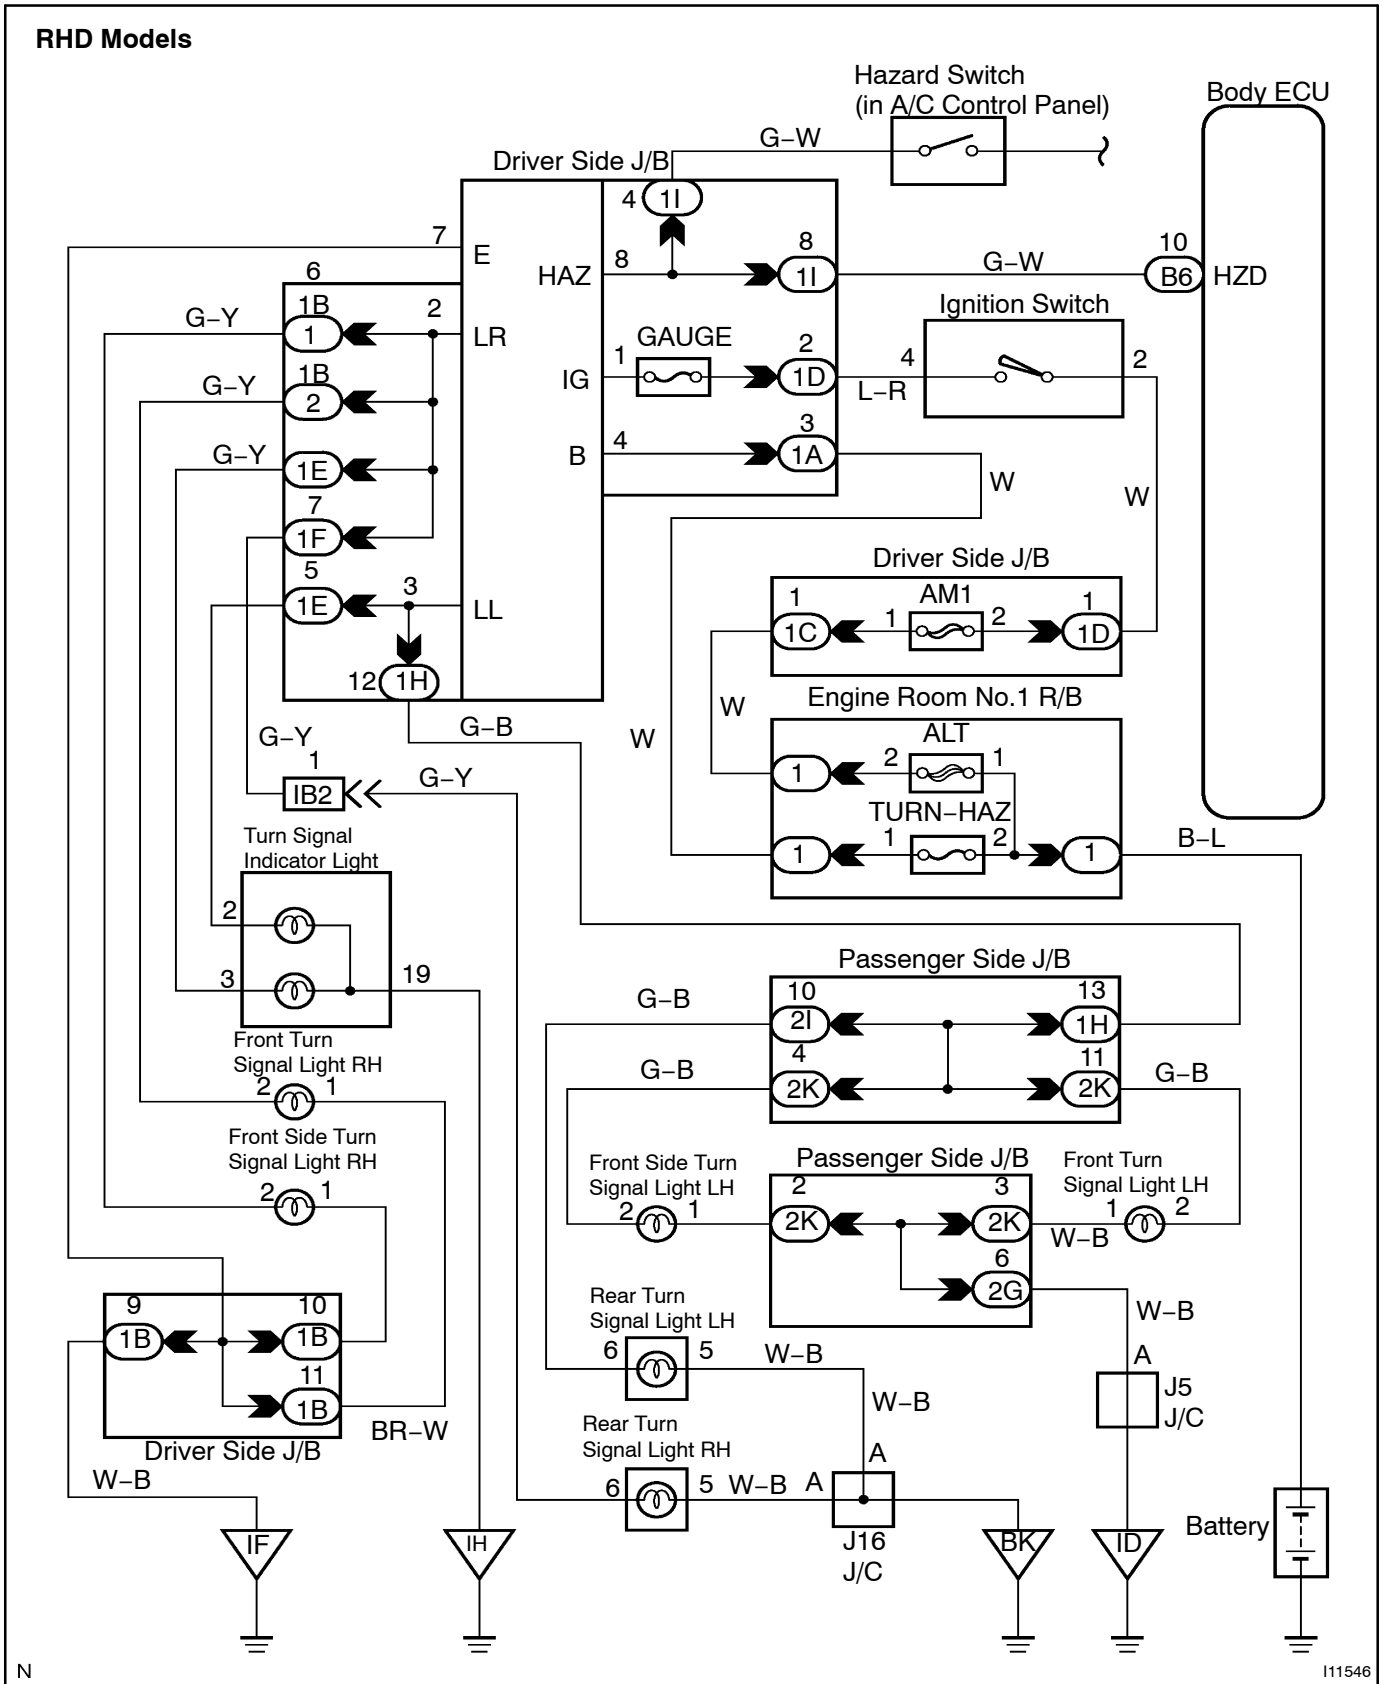 RHD Models
Hazard Switch
(in A/C Control Panel)
Body ECU
G−W
Driver Side J/B
4
1I
7
E
HAZ
8
8
1I
G−W
10
B6
HZD
6
1B
1
G−Y
2
LR
Ignition Switch
GAUGE
IG
1
2
1D
4
L−R
2
1B
2
G−Y
B
4
3
1A
G−Y
1E
W
W
7
1F
5
1E
3
LL
12
1H
Driver Side J/B
AM1
1
1C
1
2
1
1D
W
Engine Room No.1 R/B
ALT
1
2
1
W
G−B
G−Y
1
IB2
G−Y
TURN−HAZ
1
1
2
1
B−L
Turn Signal
Indicator Light
2
3
19
Passenger Side J/B
G−B
10
2I
13
1H
G−B
4
2K
11
2K
G−B
Front Turn
Signal Light RH
2
1
Front Side Turn
Signal Light RH
2
1
Front Side Turn
Signal Light LH
2
1
Passenger Side J/B
2
2K
3
2K
6
2G
Front Turn
Signal Light LH
1
2
W−B
W−B
9
1B
10
1B
11
1B
BR−W
Driver Side J/B
W−B
Rear Turn
Signal Light LH
6
5
W−B
W−B
A
J5
J/C
Rear Turn
Signal Light RH
6
5
W−B
A
A
J16
J/C
IF
IH
BK
ID
Battery
N
I11546